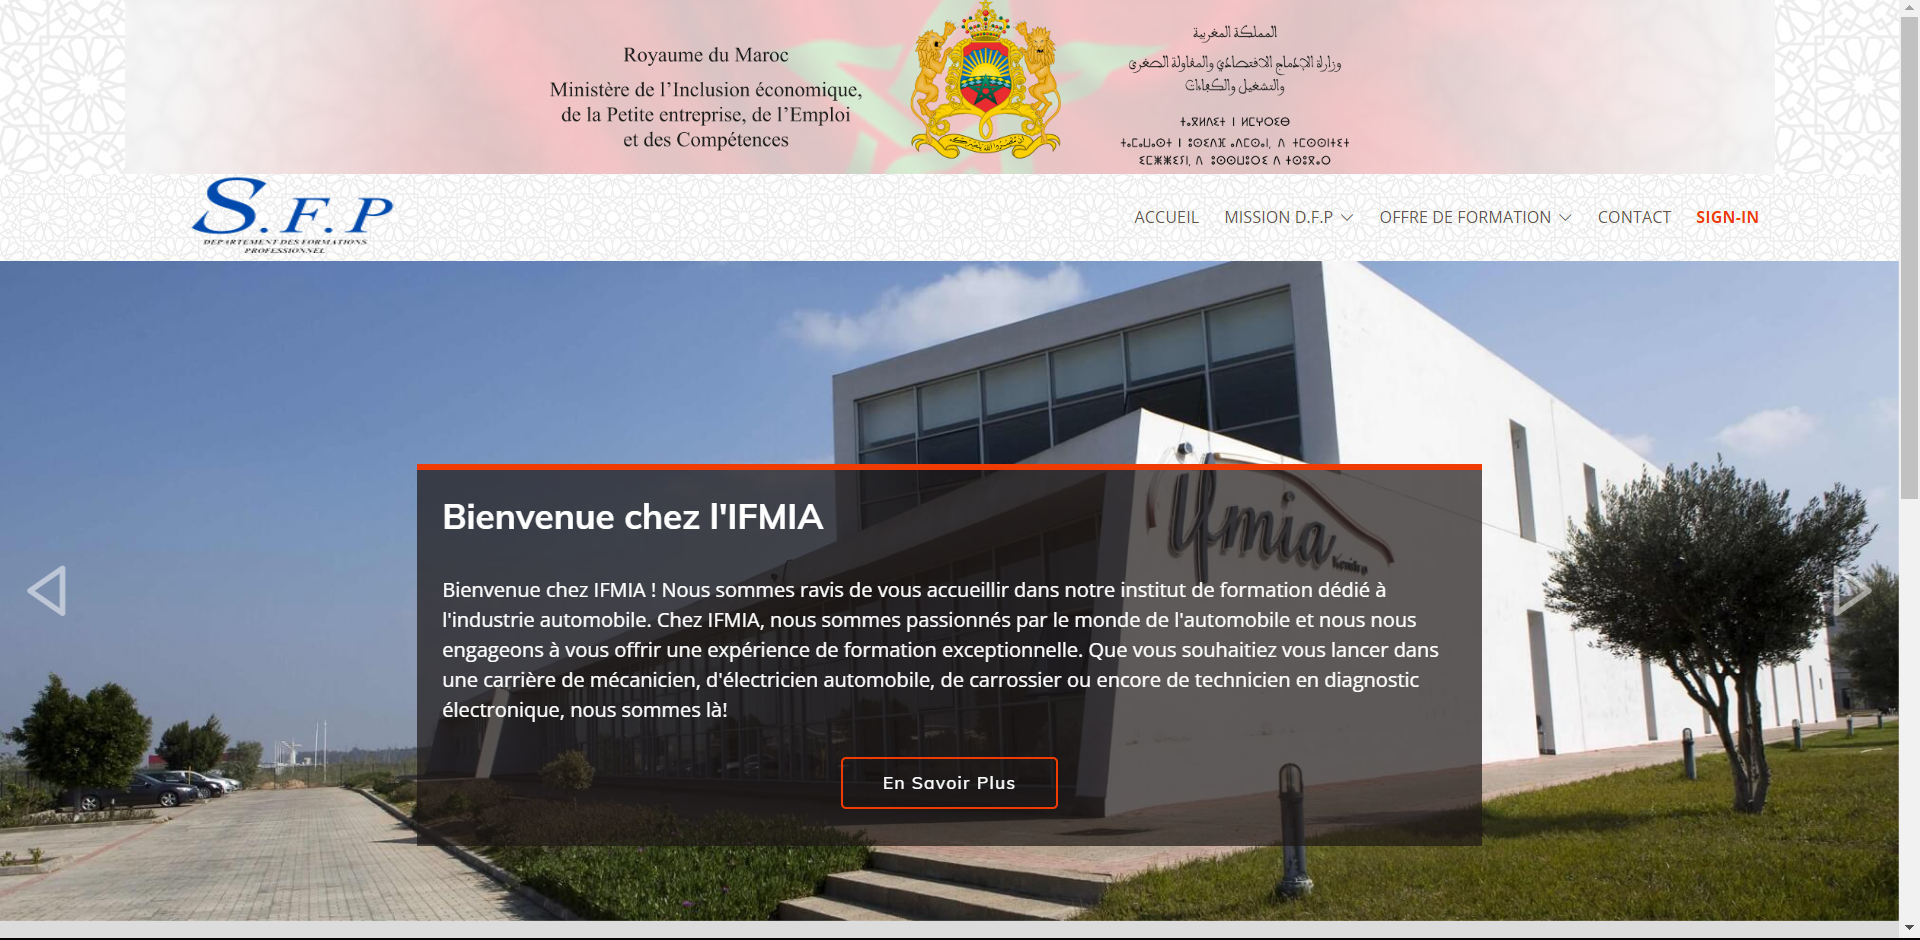 Royaume du Maroc
Ministère de l'Inclusion économique,
de la Petite entreprise, de l'Emploi
et des Compétences
المملكة المغربية
وزارة الإدماج الاقتصادي والمقاولة الصغرى
والتشغيل والكفاءات
ⵜⴰⴳⵍⴷⵉⵜ ⵏ ⵍⵎⵖⵔⵉⴱ
S.F.P
DEPARTEMENT DES FORMATIONS
PROFESSIONNEL
ACCUEIL
MISSION D.F.P
OFFRE DE FORMATION
CONTACT
SIGN-IN
ifmia
Bienvenue chez l'IFMIA
Bienvenue chez IFMIA ! Nous sommes ravis de vous accueillir dans notre institut de formation dédié à
l'industrie automobile. Chez IFMIA, nous sommes passionnés par le monde de l'automobile et nous nous
engageons à vous offrir une expérience de formation exceptionnelle. Que vous souhaitiez vous lancer dans
une carrière de mécanicien, d'électricien automobile, de carrossier ou encore de technicien en diagnostic
électronique, nous sommes là!
En Savoir Plus